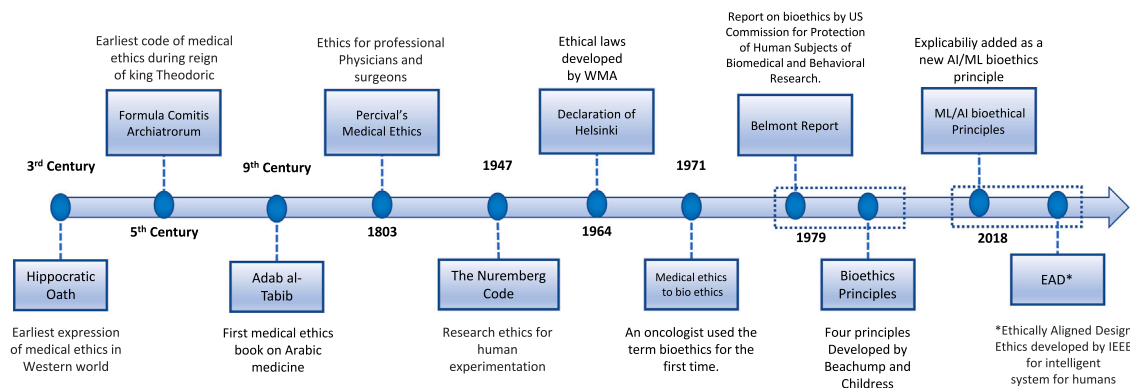 Earliest code of medical
ethics during reign
of king Theodoric
Formula Comitis
Archiatrorum
Ethics for professional
Physicians and
surgeons
Percival's
Medical Ethics
Ethical laws
developed
by WMA
Declaration of
Helsinki
Report on bioethics by US
Commission for Protection
of Human Subjects of
Biomedical and Behavioral
Research.
Belmont Report
Explicabiliy added as a
new AI/ML bioethics
principle
ML/AI bioethical
Principles
3rd Century
9th Century
1947
1971
5th Century
1803
1964
1979
2018
Hippocratic
Oath
Earliest expression
of medical ethics in
Western world
Adab al-
Tabib
First medical ethics
book on Arabic
medicine
The Nuremberg
Code
Research ethics for
human
experimentation
Medical ethics
to bio ethics
An oncologist used the
term bioethics for the
first time.
Bioethics
Principles
Four principles
Developed by
Beachump and
Childress
EAD*
*Ethically Aligned Design
Ethics developed by IEEE
for intelligent
system for humans